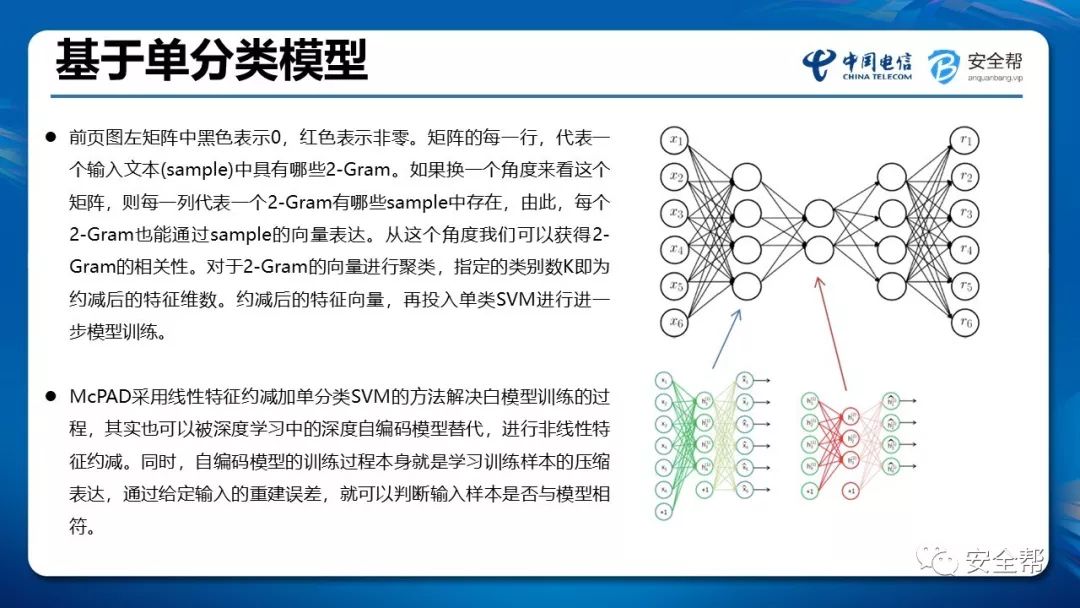 基于单分类模型
中国电信
CHINA TELECOM
安全帮
anquanbang.vip
● 前页图左矩阵中黑色表示0，红色表示非零。矩阵的每一行，代表一
个输入文本(sample)中具有哪些2-Gram。如果换一个角度来看这个
矩阵，则每一列代表一个2-Gram有哪些sample中存在，由此，每个
2-Gram也能通过sample的向量表达。从这个角度我们可以获得2-
Gram的相关性。对于2-Gram的向量进行聚类，指定的类别数K即为
约减后的特征维数。约减后的特征向量，再投入单类SVM进行进一
步模型训练。
● McPAD采用线性特征约减加单分类SVM的方法解决白模型训练的过
程，其实也可以被深度学习中的深度自编码模型替代，进行非线性特
征约减。同时，自编码模型的训练过程本身就是学习训练样本的压缩
表达，通过给定输入的重建误差，就可以判断输入样本是否与模型相
符。
x1
x2
x3
x4
x5
x6
r1
r2
r3
r4
r5
r6
+1
+1
+1
+1
安全帮